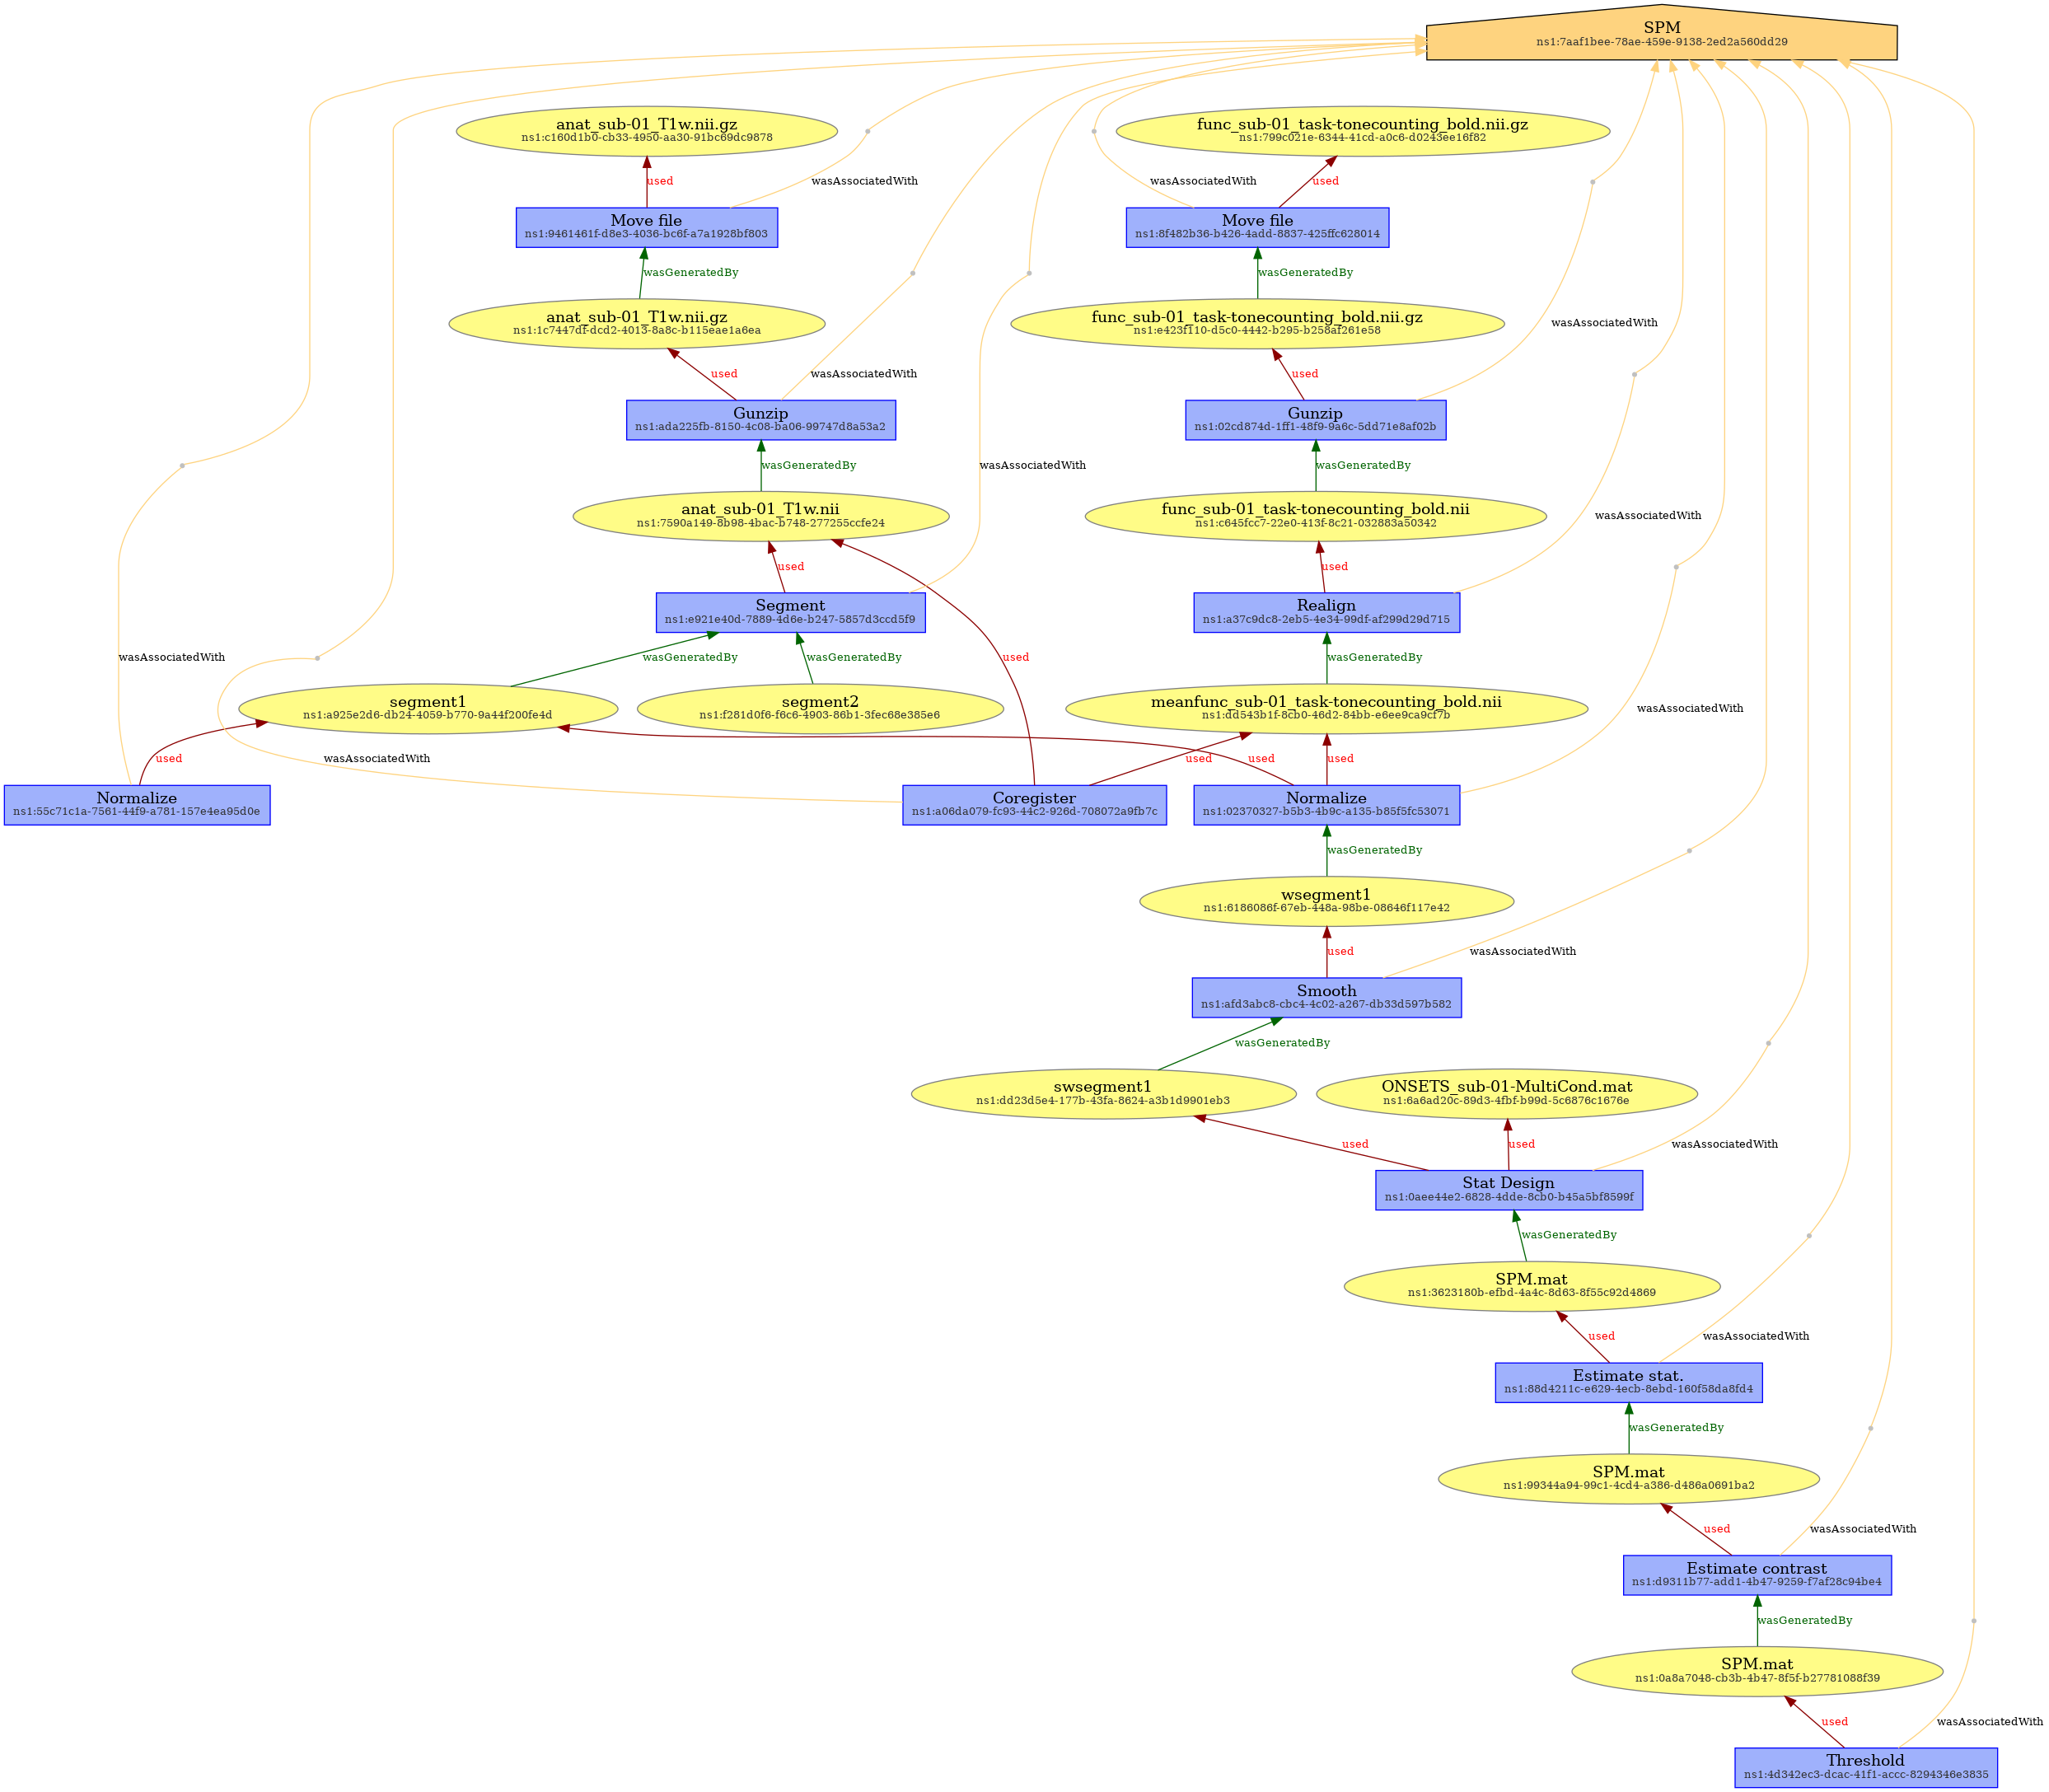 SPM
ns1:7aaf1bee-78ae-459e-9138-2ed2a560dd29
anat_sub-01_T1w.nii.gz
ns1:c160d1b0-cb33-4950-aa30-91bc69dc9878
func_sub-01_task-tonecounting_bold.nii.gz
ns1:799c021e-6344-41cd-a0c6-d0243ee16f82
used
wasAssociatedWith
wasAssociatedWith
used
Move file
ns1:9461461f-d8e3-4036-bc6f-a7a1928bf803
Move file
ns1:8f482b36-b426-4add-8837-425ffc628014
wasGeneratedBy
wasGeneratedBy
anat_sub-01_T1w.nii.gz
ns1:1c7447df-dcd2-4013-8a8c-b115eae1a6ea
func_sub-01_task-tonecounting_bold.nii.gz
ns1:e423f110-d5c0-4442-b295-b258af261e58
wasAssociatedWith
used
wasAssociatedWith
used
Gunzip
ns1:ada225fb-8150-4c08-ba06-99747d8a53a2
Gunzip
ns1:02cd874d-1ff1-48f9-9a6c-5dd71e8af02b
wasGeneratedBy
wasAssociatedWith
wasGeneratedBy
anat_sub-01_T1w.nii
ns1:7590a149-8b98-4bac-b748-277255ccfe24
func_sub-01_task-tonecounting_bold.nii
ns1:c645fcc7-22e0-413f-8c21-032883a50342
wasAssociatedWith
used
used
Segment
ns1:e921e40d-7889-4d6e-b247-5857d3ccd5f9
Realign
ns1:a37c9dc8-2eb5-4e34-99df-af299d29d715
wasAssociatedWith
wasGeneratedBy
wasGeneratedBy
used
wasGeneratedBy
segment1
ns1:a925e2d6-db24-4059-b770-9a44f200fe4d
segment2
ns1:f281d0f6-f6c6-4903-86b1-3fec68e385e6
meanfunc_sub-01_task-tonecounting_bold.nii
ns1:dd543b1f-8cb0-46d2-84bb-e6ee9ca9cf7b
wasAssociatedWith
used
wasAssociatedWith
used
used
used
Normalize
ns1:55c71c1a-7561-44f9-a781-157e4ea95d0e
Coregister
ns1:a06da079-fc93-44c2-926d-708072a9fb7c
Normalize
ns1:02370327-b5b3-4b9c-a135-b85f5fc53071
wasGeneratedBy
wsegment1
ns1:6186086f-67eb-448a-98be-08646f117e42
used
wasAssociatedWith
Smooth
ns1:afd3abc8-cbc4-4c02-a267-db33d597b582
wasGeneratedBy
swsegment1
ns1:dd23d5e4-177b-43fa-8624-a3b1d9901eb3
ONSETS_sub-01-MultiCond.mat
ns1:6a6ad20c-89d3-4fbf-b99d-5c6876c1676e
used
used
wasAssociatedWith
Stat Design
ns1:0aee44e2-6828-4dde-8cb0-b45a5bf8599f
wasGeneratedBy
SPM.mat
ns1:3623180b-efbd-4a4c-8d63-8f55c92d4869
used
wasAssociatedWith
Estimate stat.
ns1:88d4211c-e629-4ecb-8ebd-160f58da8fd4
wasGeneratedBy
SPM.mat
ns1:99344a94-99c1-4cd4-a386-d486a0691ba2
used
wasAssociatedWith
Estimate contrast
ns1:d9311b77-add1-4b47-9259-f7af28c94be4
wasGeneratedBy
SPM.mat
ns1:0a8a7048-cb3b-4b47-8f5f-b27781088f39
used
wasAssociatedWith
Threshold
ns1:4d342ec3-dcac-41f1-accc-8294346e3835